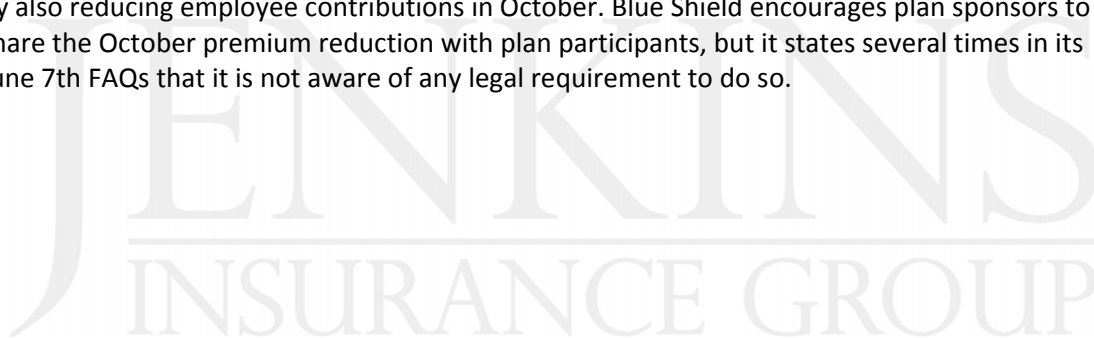 y also reducing employee contributions in October. Blue Shield encourages plan sponsors to
hare the October premium reduction with plan participants, but it states several times in its
une 7th FAQs that it is not aware of any legal requirement to do so.
JENKINS
INSURANCE GROUP